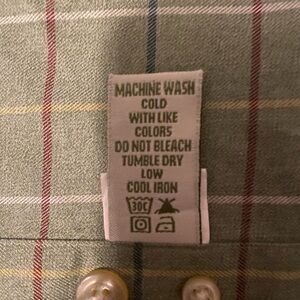 MACHINE WASH
COLD
WITH LIKE
COLORS
DO NOT BLEACH
TUMBLE DRY
LOW
COOL IRON
30C